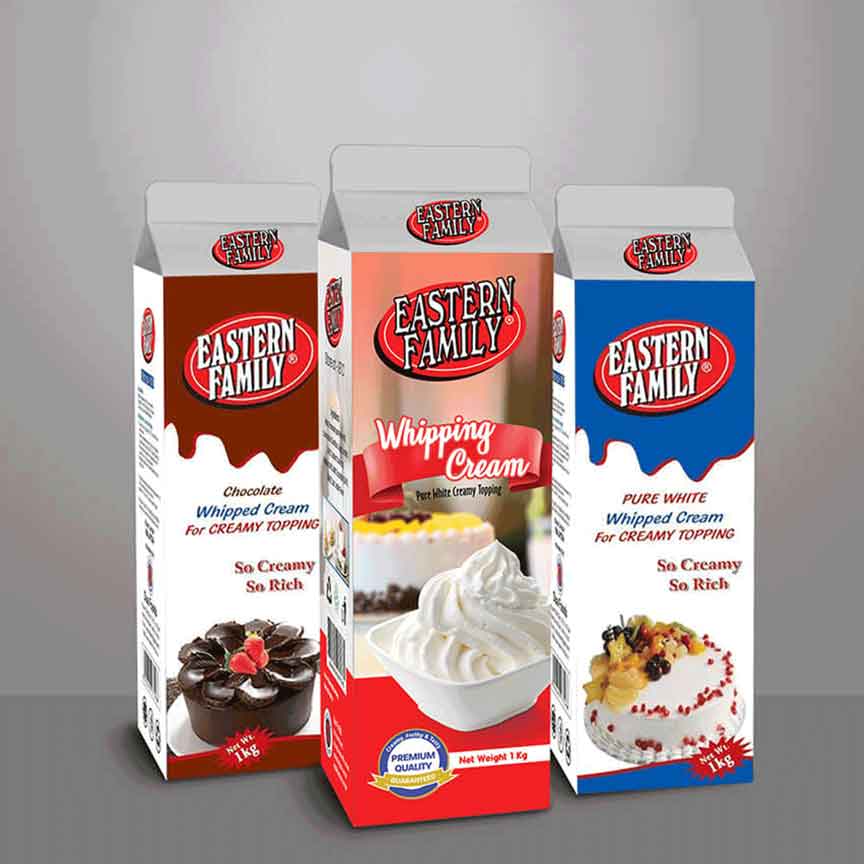 EASTERN
FAMILY
EASTERN
FAMILY®
Chocolate
Whipped Cream
For CREAMY TOPPING
So Creamy
So Rich
Net Wt.
1kg
EASTERN
FAMILY
EASTERN
FAMILY®
Whipping
Cream
Pure White Creamy Topping
PREMIUM
QUALITY
GUARANTEED
Net Weight 1 Kg
EASTERN
FAMILY
EASTERN
FAMILY®
PURE WHITE
Whipped Cream
For CREAMY TOPPING
So Creamy
So Rich
Net Wt.
1kg